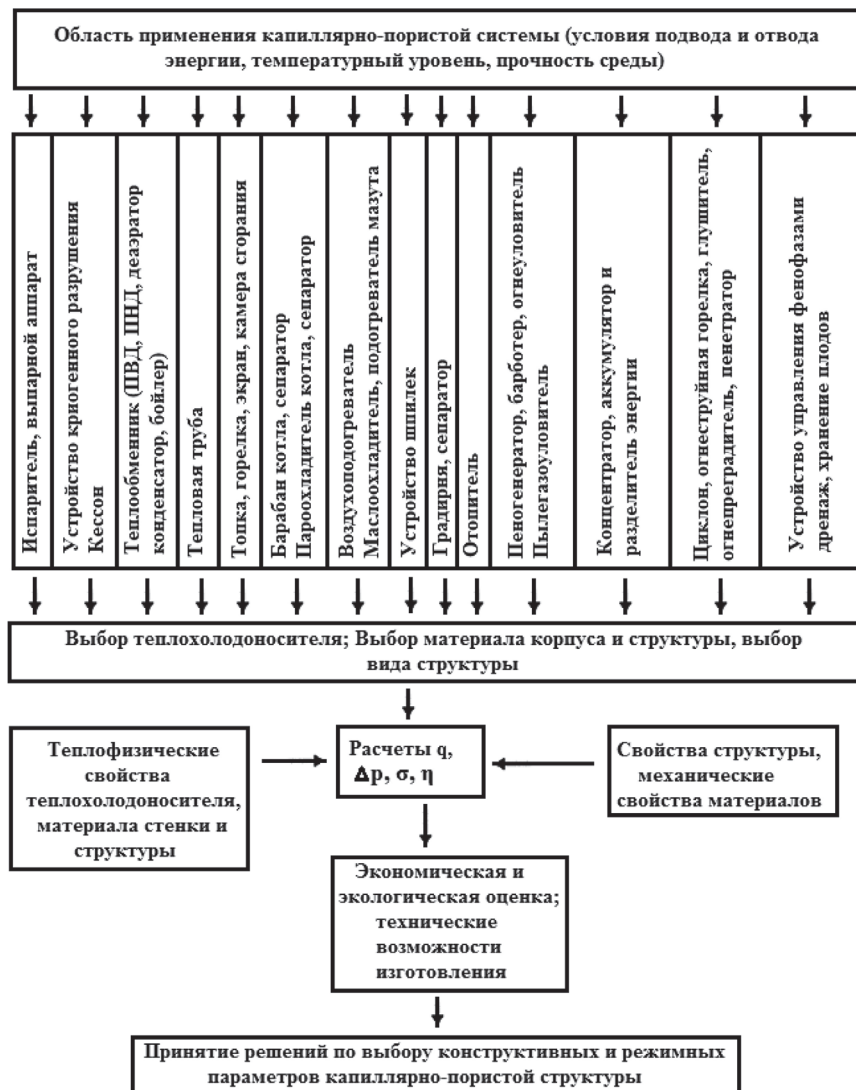 Область применения капиллярно-пористой системы (условия подвода и отвода
энергии, температурный уровень, прочность среды)
Испаритель, выпарной аппарат
Устройство криогенного разрушения
Кессон
Теплообменник (ПВД, ПНД, деаэратор
конденсатор, бойлер)
Тепловая труба
Топка, горелка, экран, камера сгорания
Барабан котла, сепаратор
Пароохладитель котла, сепаратор
Воздухоподогреватель
Маслоохладитель, подогреватель мазута
Устройство шпилек
Градирня, сепаратор
Отопитель
Пеногенератор, барботер, огнеуловитель
Пылегазоуловитель
Концентратор, аккумулятор и
разделитель энергии
Циклон, огнеструйная горелка, глушитель,
огнепреградитель, пенетратор
Устройство управления фенофазами
дренаж, хранение плодов
Выбор теплохолодоносителя; Выбор материала корпуса и структуры, выбор
вида структуры
Теплофизические
свойства
теплохолодоносителя,
материала стенки и
структуры
Расчеты q,
Δp, σ, η
Свойства структуры,
механические
свойства материалов
Экономическая и
экологическая оценка;
технические
возможности
изготовления
Принятие решений по выбору конструктивных и режимных
параметров капиллярно-пористой структуры